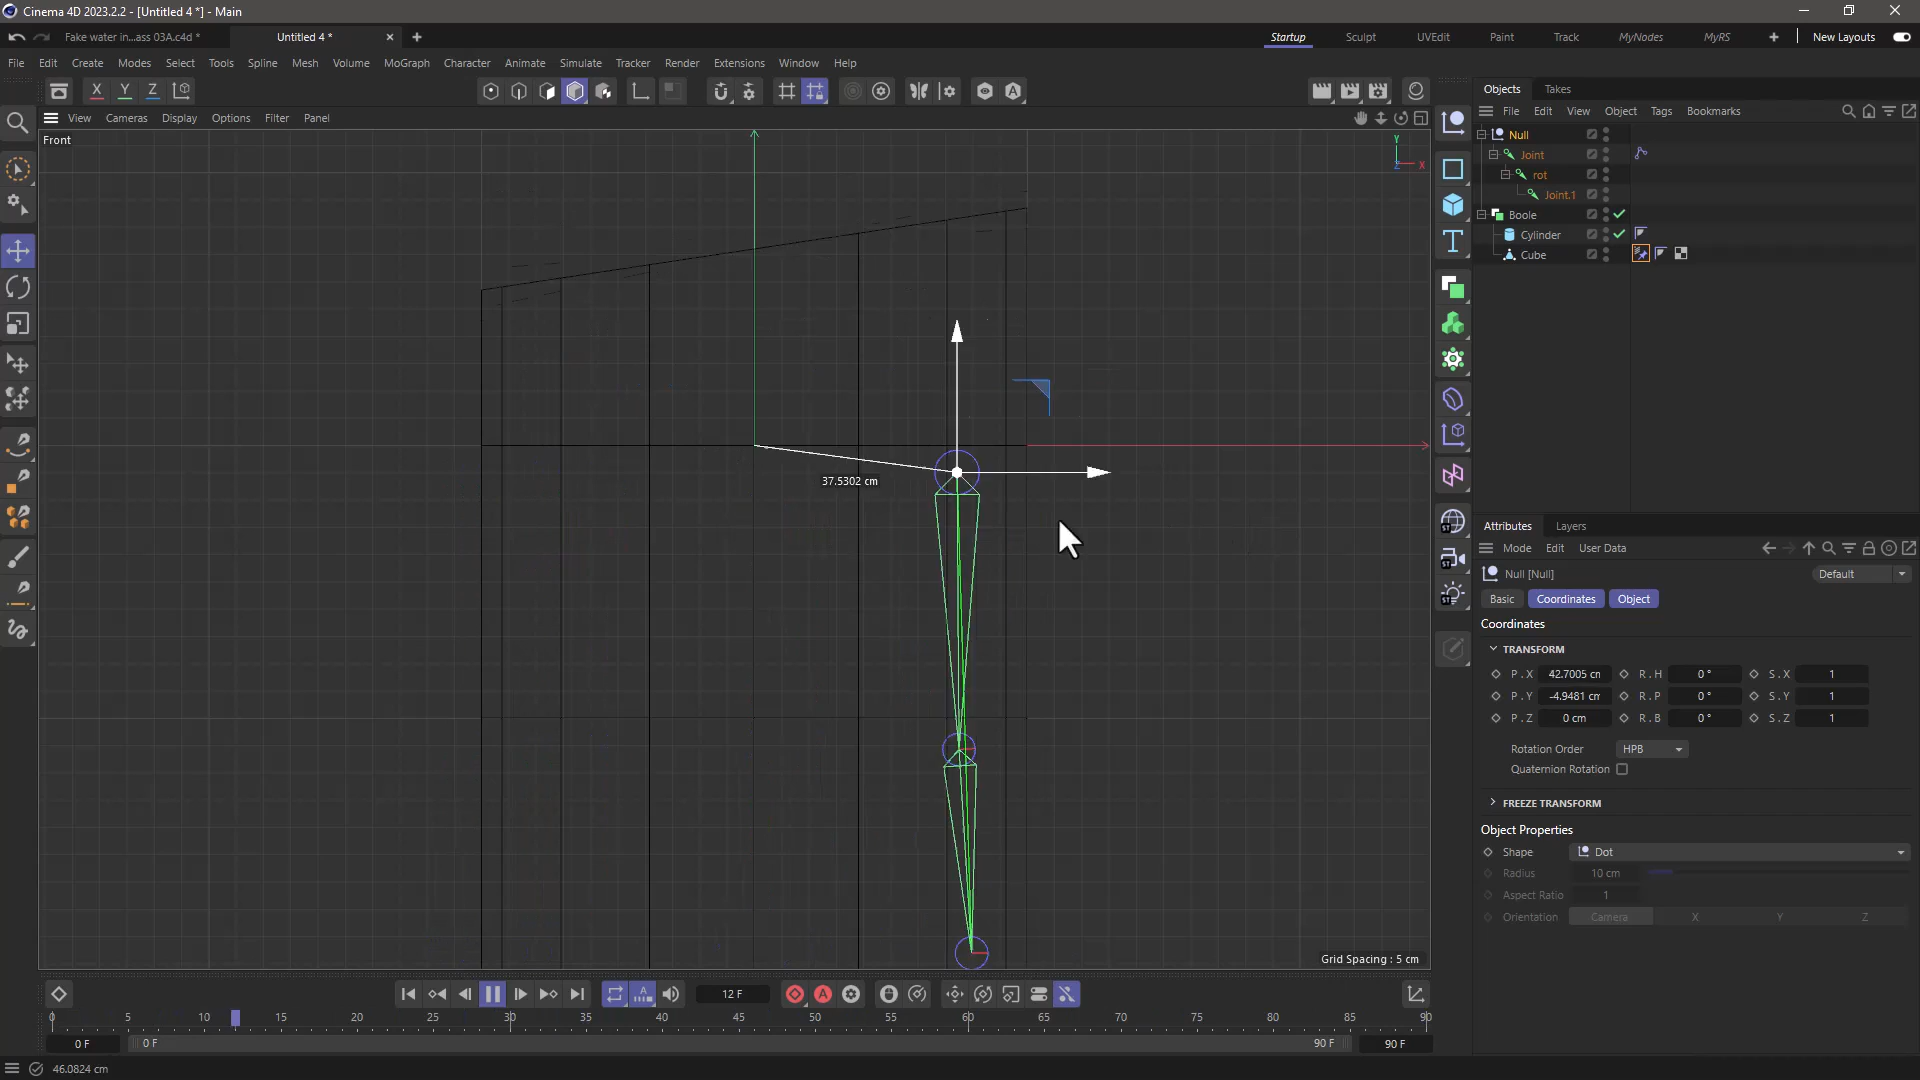 Cinema 4D 2023.2.2 - [Untitled 4 *] - Main
Fake water in...ass 03A.c4d *
Untitled 4 *
Startup
Sculpt
UVEdit
Paint
Track
MyNodes
MyRS
New Layouts
File Edit Create Modes Select Tools Spline Mesh Volume MoGraph Character Animate Simulate Tracker Render Extensions Window Help
X Y Z
Objects Takes
View Cameras Display Options Filter Panel
File Edit View Object Tags Bookmarks
Front
Y
X
Z
Null
Joint
rot
Joint.1
Boole
Cylinder
Cube
37.5302 cm
Attributes Layers
Mode Edit User Data
Null [Null]
Default
Basic Coordinates Object
Coordinates
TRANSFORM
P . X 42.7005 cm R . H 0 ° S . X 1
P . Y -4.9481 cm R . P 0 ° S . Y 1
P . Z 0 cm R . B 0 ° S . Z 1
Rotation Order HPB
Quaternion Rotation
FREEZE TRANSFORM
Object Properties
Shape Dot
Radius 10 cm
Aspect Ratio 1
Orientation Camera X Y Z
Grid Spacing : 5 cm
12 F
0 5 10 15 20 25 30 35 40 45 50 55 60 65 70 75 80 85 90
0 F 0 F 90 F 90 F
46.0824 cm